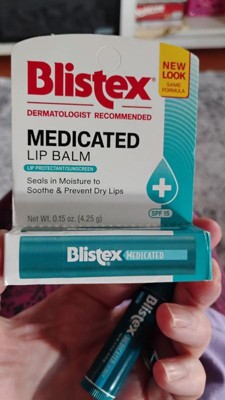 Blistex®
DERMATOLOGIST RECOMMENDED
NEW
LOOK
SAME
FORMULA
MEDICATED
LIP BALM
LIP PROTECTANT/SUNSCREEN
Seals in Moisture to
Soothe & Prevent Dry Lips
SPF 15
Net Wt. 0.15 oz. (4.25 g)
Blistex MEDICATED
Blistex